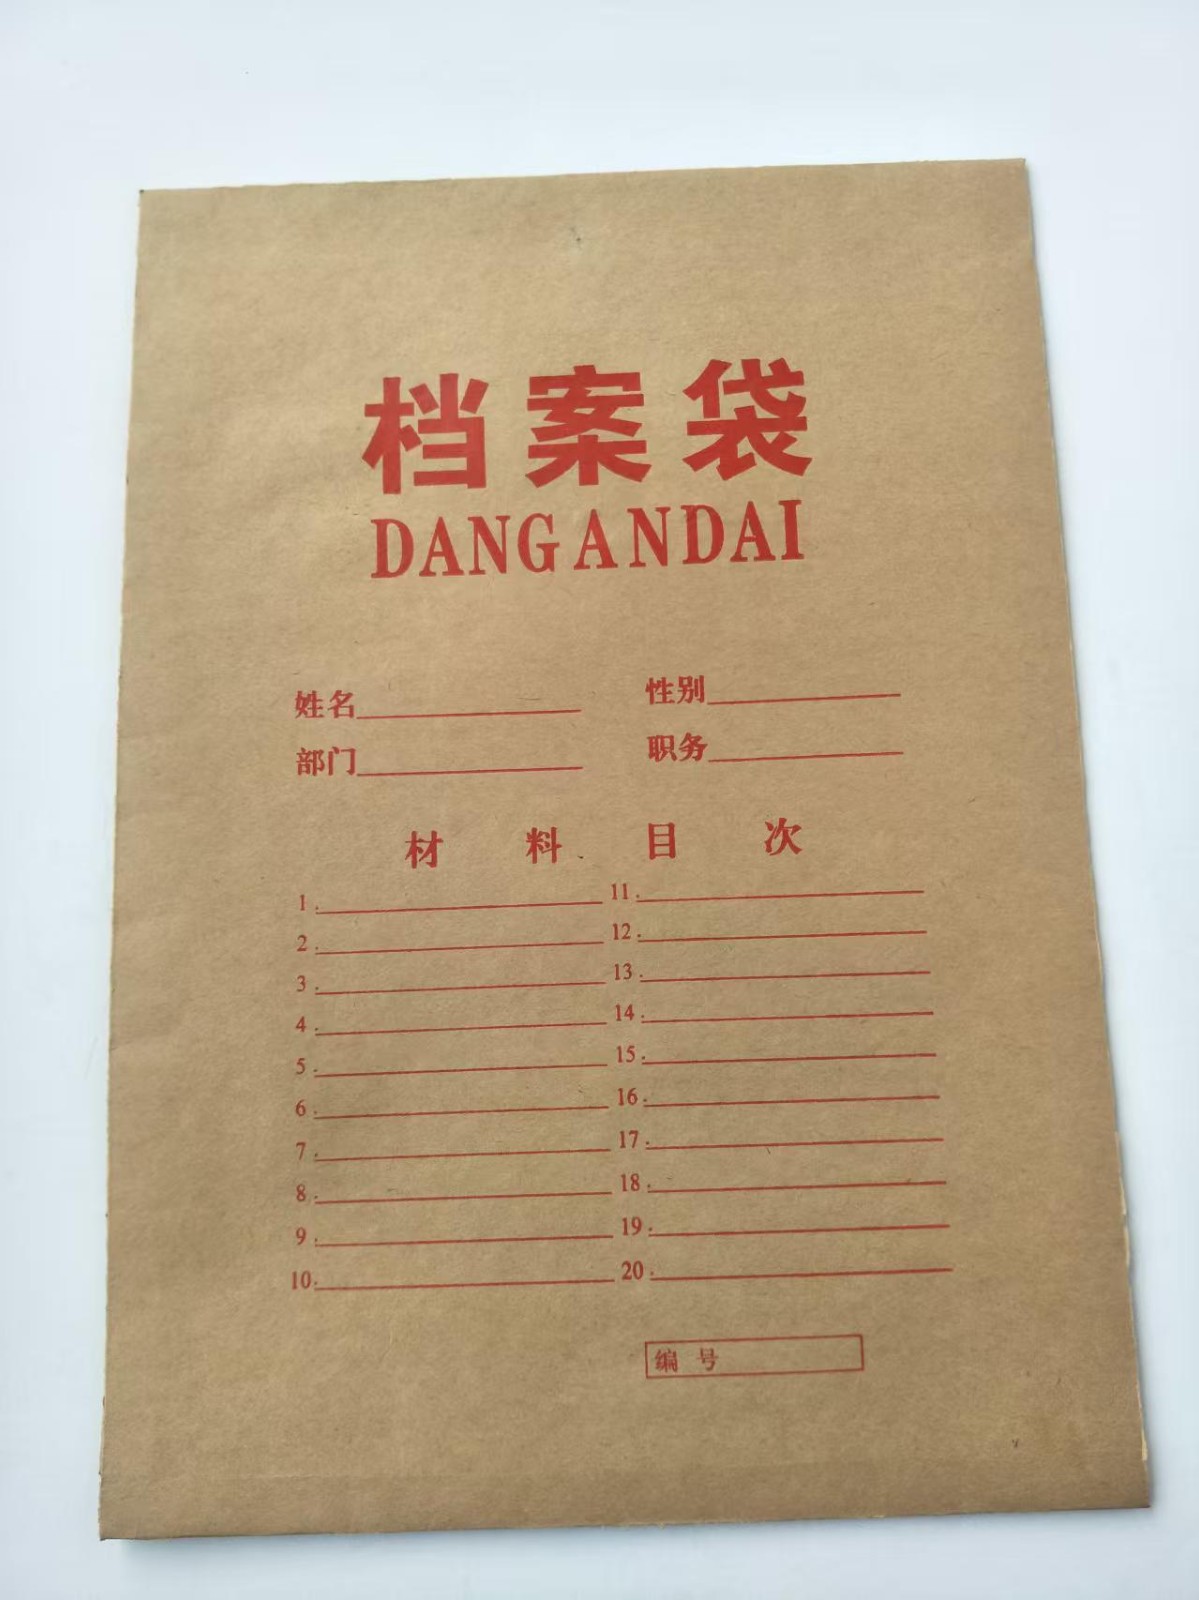 档案袋
DANGANDAI
姓名 性别
部门 职务
材料目次
1. 11.
2. 12.
3. 13.
4. 14.
5. 15.
6. 16.
7. 17.
8. 18.
9. 19.
10. 20.
编号